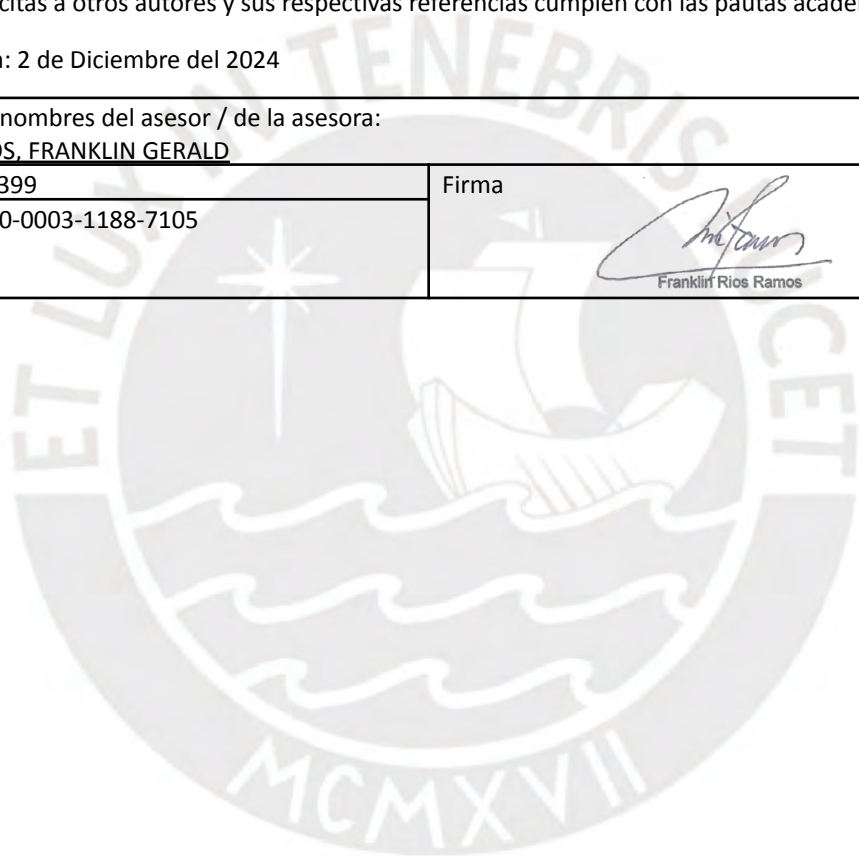 citas a otros autores y sus respectivas referencias cumplen con las pautas
: 2 de Diciembre del 2024
nombres del asesor / de la asesora:
OS, FRANKLIN GERALD
399
Firma
0-0003-1188-7105
Franklin Rios Ramos
ET LUX IN TENEBRIS LUCET
MCMXVII